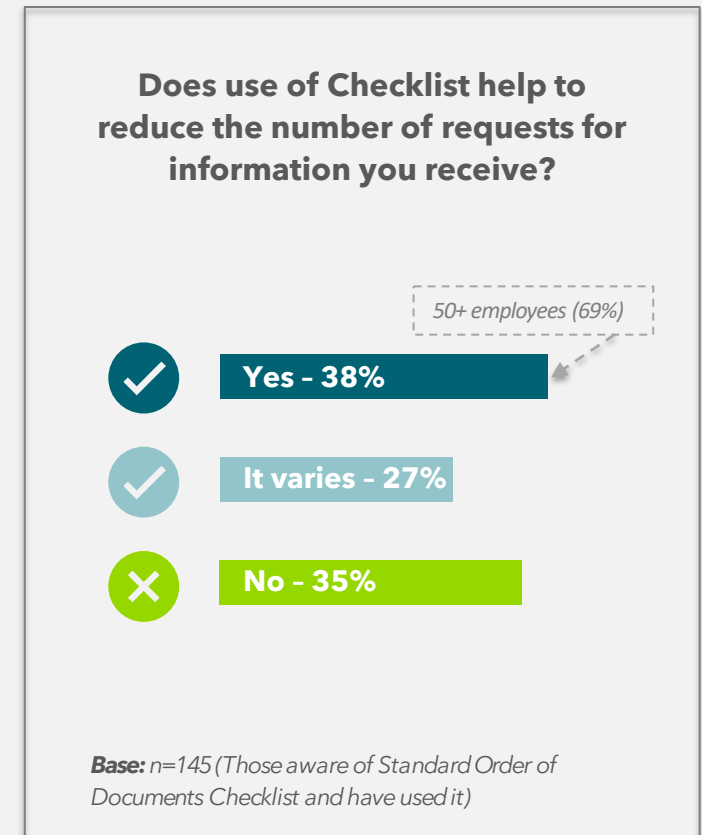 Does use of Checklist help to
reduce the number of requests for
information you receive?
50+ employees (69%)
Yes – 38%
It varies – 27%
No – 35%
Base: n=145 (Those aware of Standard Order of
Documents Checklist and have used it)